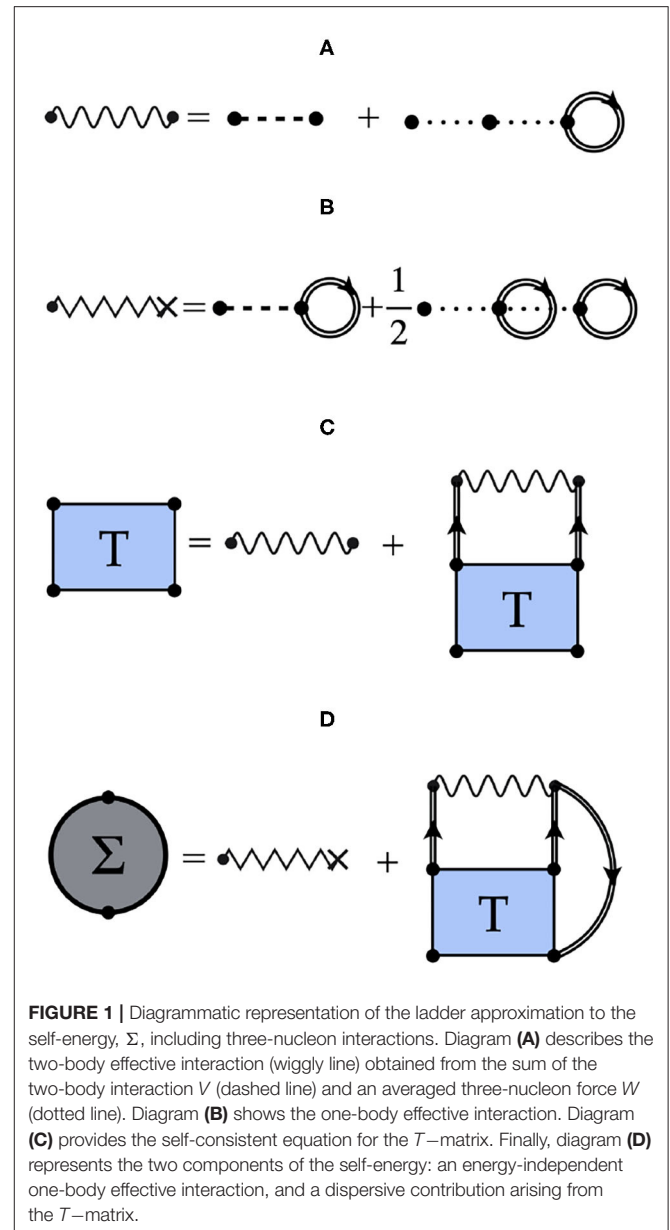 A
= +
B
= + 1/2
C
T = + T
D
Σ = + T
FIGURE 1 | Diagrammatic representation of the ladder approximation to the
self-energy, Σ, including three-nucleon interactions. Diagram (A) describes the
two-body effective interaction (wiggly line) obtained from the sum of the
two-body interaction V (dashed line) and an averaged three-nucleon force W
(dotted line). Diagram (B) shows the one-body effective interaction. Diagram
(C) provides the self-consistent equation for the T−matrix. Finally, diagram (D)
represents the two components of the self-energy: an energy-independent
one-body effective interaction, and a dispersive contribution arising from
the T−matrix.